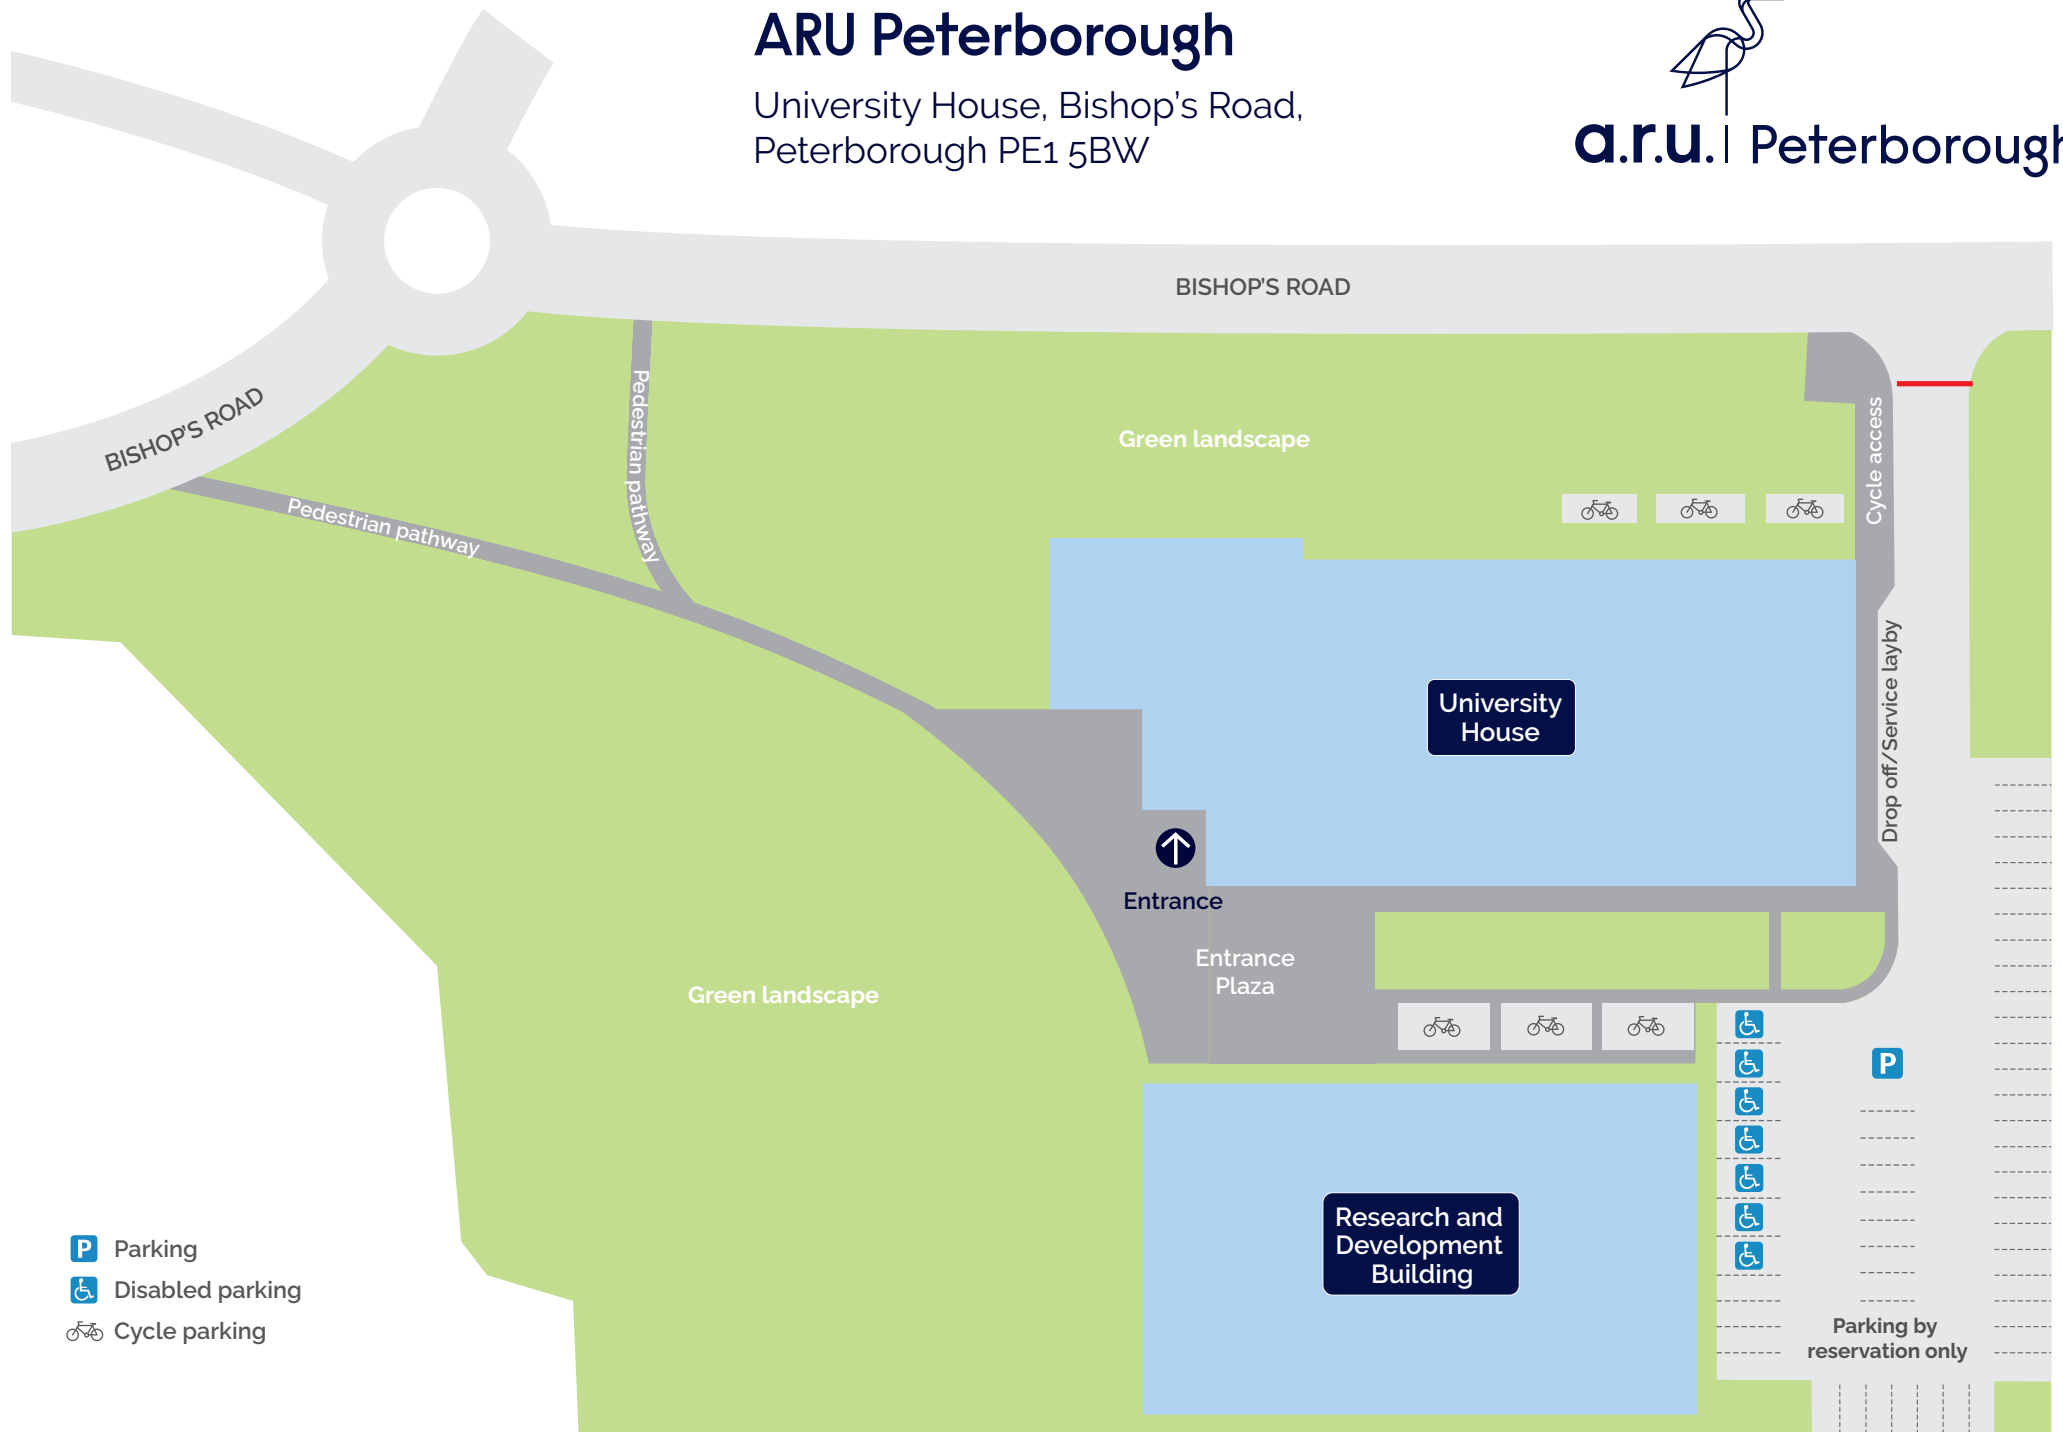 ARU Peterborough
University House, Bishop's Road,
Peterborough PE1 5BW
a.r.u. Peterborough
BISHOP'S ROAD
BISHOP'S ROAD
Pedestrian pathway
Pedestrian pathway
Green landscape
Cycle access
University
House
Drop off/Service layby
Entrance
Entrance
Plaza
Green landscape
P
Research and
Development
Building
Parking by
reservation only
P Parking
Disabled parking
Cycle parking